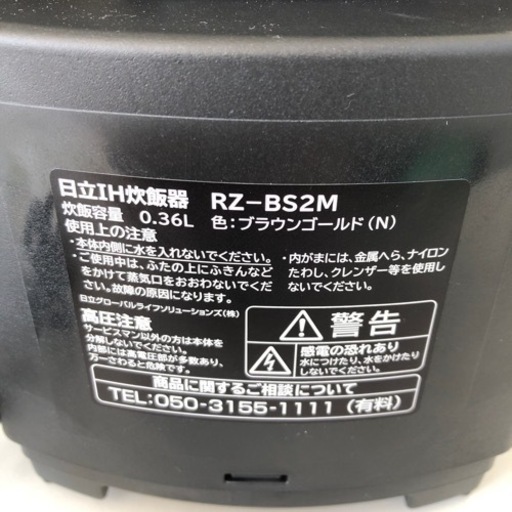 日立IH炊飯器 RZ-BS2M
炊飯容量 0.36L 色：ブラウンゴールド（N）
使用上の注意
・本体内側に水を入れないでください。
・ご使用中は、ふたの上にふきんなど
をかけて蒸気口をおおわないでくだ
さい。故障の原因になります。
・内がまには、金属へら、ナイロン
たわし、クレンザー等を使用し
ないでください。
日立グローバルライフソリューションズ（株）
高圧注意
サービスマン以外の方は本体を
分解しないでください。
内部には高電圧部が多数あり、
万一さわると危険です。
警告
感電の恐れあり
水につけたり、水をかけたり
しないでください。
商品に関するご相談について
TEL:050-3155-1111（有料）